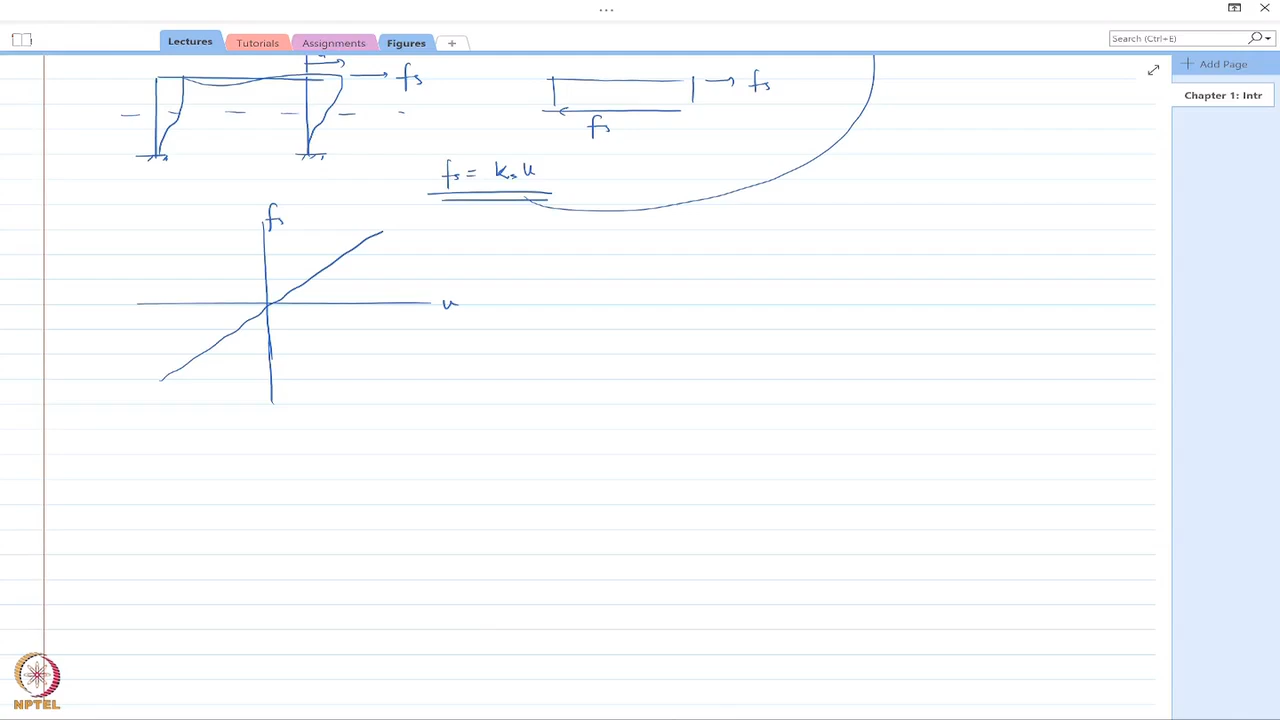 Lectures
Tutorials
Assignments
Figures
Search (Ctrl+E)
Add Page
Chapter 1: Intr
fs
fs
fs
fs = ks u
fs
u
NPTEL